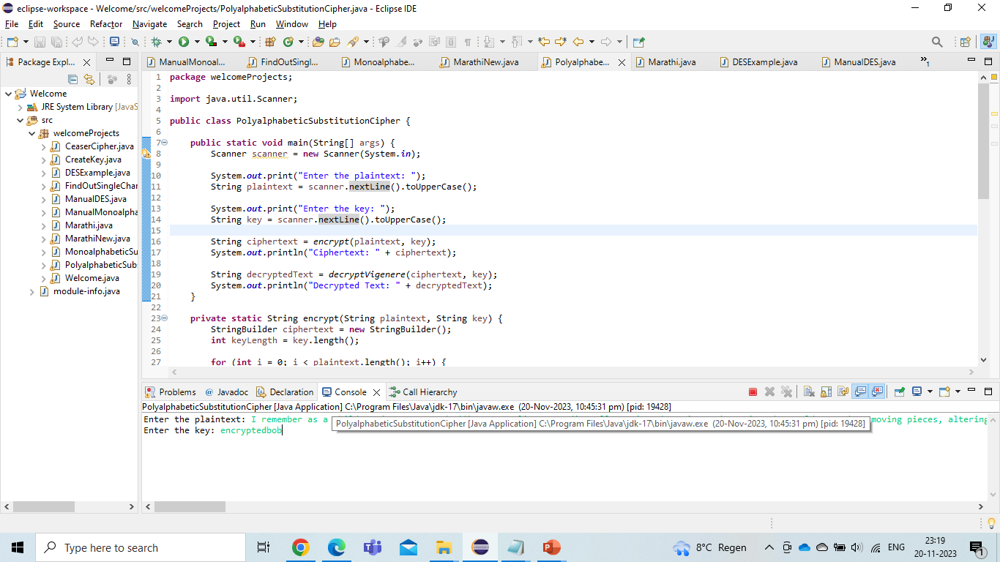 eclipse-workspace - Welcome/src/welcomeProjects/PolyalphabeticSubstitutionCipher.java - Eclipse IDE
File Edit Source Refactor Navigate Search Project Run Window Help
Package Expl...
ManualMonoal...
FindOutSingl...
Monoalphabe...
MarathiNew.java
Polyalphabe...
Marathi.java
DESExample.java
ManualDES.java
»1
Welcome
JRE System Library [JavaS
src
welcomeProjects
CeaserCipher.java
CreateKey.java
DESExample.java
FindOutSingleChar
ManualDES.java
ManualMonoalpha
Marathi.java
MarathiNew.java
MonoalphabeticSu
PolyalphabeticSub
Welcome.java
module-info.java
1 package welcomeProjects;
2
3 import java.util.Scanner;
4
5 public class PolyalphabeticSubstitutionCipher {
6
7 public static void main(String[] args) {
8 Scanner scanner = new Scanner(System.in);
9
10 System.out.print("Enter the plaintext: ");
11 String plaintext = scanner.nextLine().toUpperCase();
12
13 System.out.print("Enter the key: ");
14 String key = scanner.nextLine().toUpperCase();
15
16 String ciphertext = encrypt(plaintext, key);
17 System.out.println("Ciphertext: " + ciphertext);
18
19 String decryptedText = decryptVigenere(ciphertext, key);
20 System.out.println("Decrypted Text: " + decryptedText);
21 }
22
23 private static String encrypt(String plaintext, String key) {
24 StringBuilder ciphertext = new StringBuilder();
25 int keyLength = key.length();
26
27 for (int i = 0; i < plaintext.length(); i++) {
Problems @ Javadoc Declaration Console Call Hierarchy
PolyalphabeticSubstitutionCipher [Java Application] C:\Program Files\Java\jdk-17\bin\javaw.exe (20-Nov-2023, 10:45:31 pm) [pid: 19428]
Enter the plaintext: I remember as a moving pieces, altering
PolyalphabeticSubstitutionCipher [Java Application] C:\Program Files\Java\jdk-17\bin\javaw.exe (20-Nov-2023, 10:45:31 pm) [pid: 19428]
Enter the key: encryptedbob
Type here to search
8°C Regen
ENG
23:19
20-11-2023
1